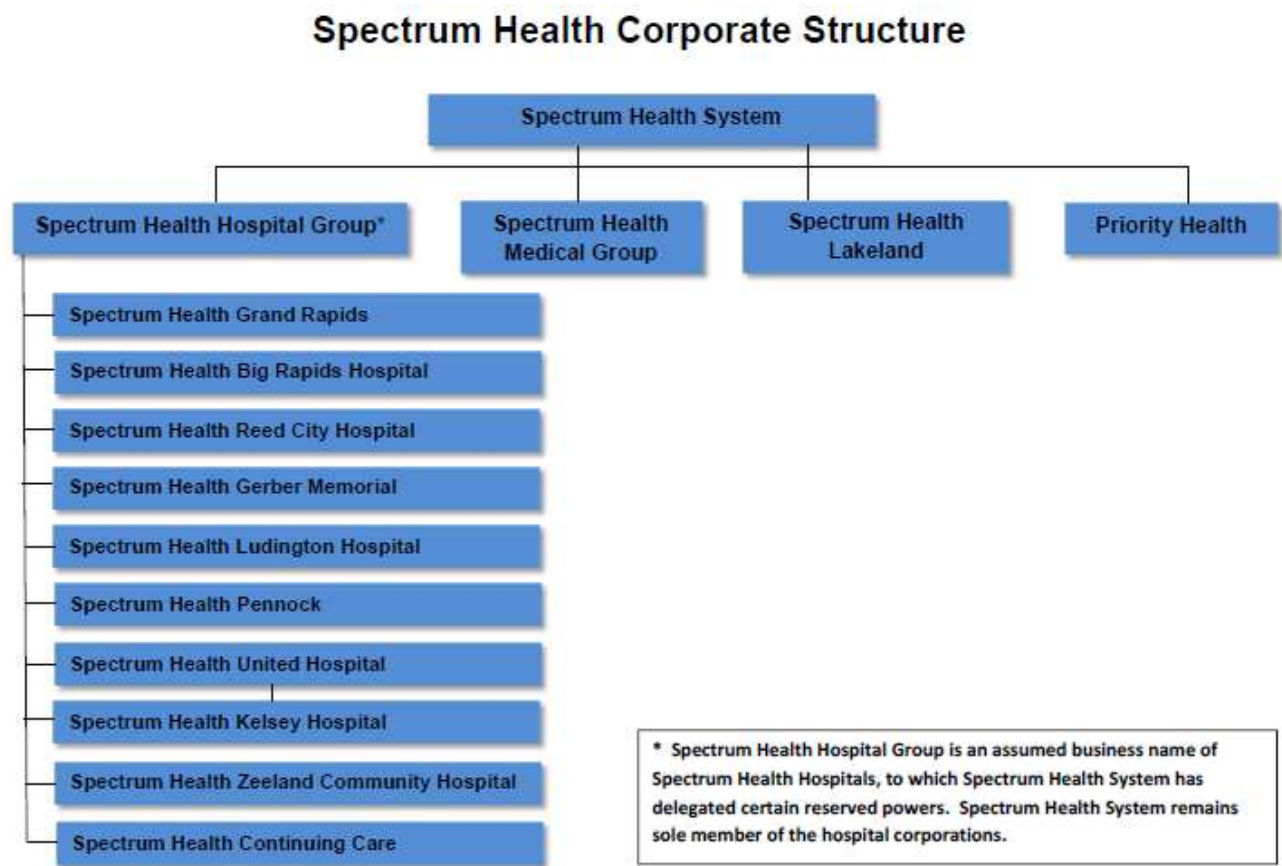 Spectrum Health Corporate Structure
Spectrum Health System
Spectrum Health Hospital Group*
Spectrum Health
Medical Group
Spectrum Health
Lakeland
Priority Health
Spectrum Health Grand Rapids
Spectrum Health Big Rapids Hospital
Spectrum Health Reed City Hospital
Spectrum Health Gerber Memorial
Spectrum Health Ludington Hospital
Spectrum Health Pennock
Spectrum Health United Hospital
Spectrum Health Kelsey Hospital
Spectrum Health Zeeland Community Hospital
Spectrum Health Continuing Care
* Spectrum Health Hospital Group is an assumed business name of
Spectrum Health Hospitals, to which Spectrum Health System has
delegated certain reserved powers. Spectrum Health System remains
sole member of the hospital corporations.